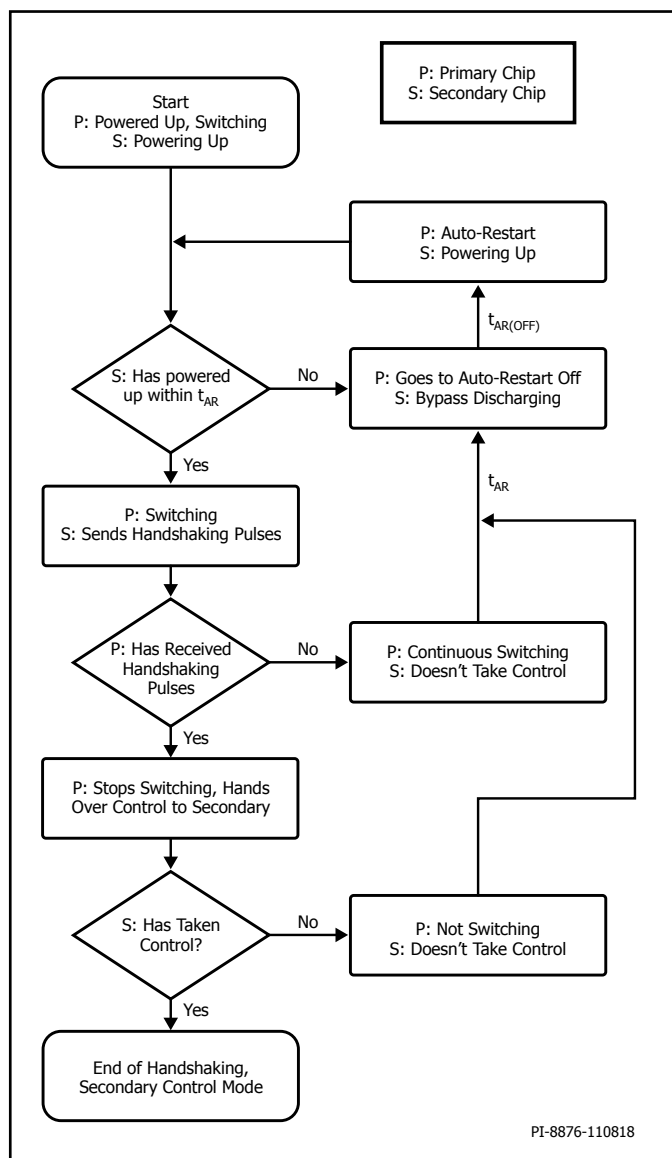 P: Primary Chip
S: Secondary Chip
Start
P: Powered Up, Switching
S: Powering Up
P: Auto-Restart
S: Powering Up
tAR(OFF)
S: Has powered
up within tAR
No
P: Goes to Auto-Restart Off
S: Bypass Discharging
Yes
tAR
P: Switching
S: Sends Handshaking Pulses
P: Has Received
Handshaking
Pulses
No
P: Continuous Switching
S: Doesn't Take Control
Yes
P: Stops Switching, Hands
Over Control to Secondary
S: Has Taken
Control?
No
P: Not Switching
S: Doesn't Take Control
Yes
End of Handshaking,
Secondary Control Mode
PI-8876-110818